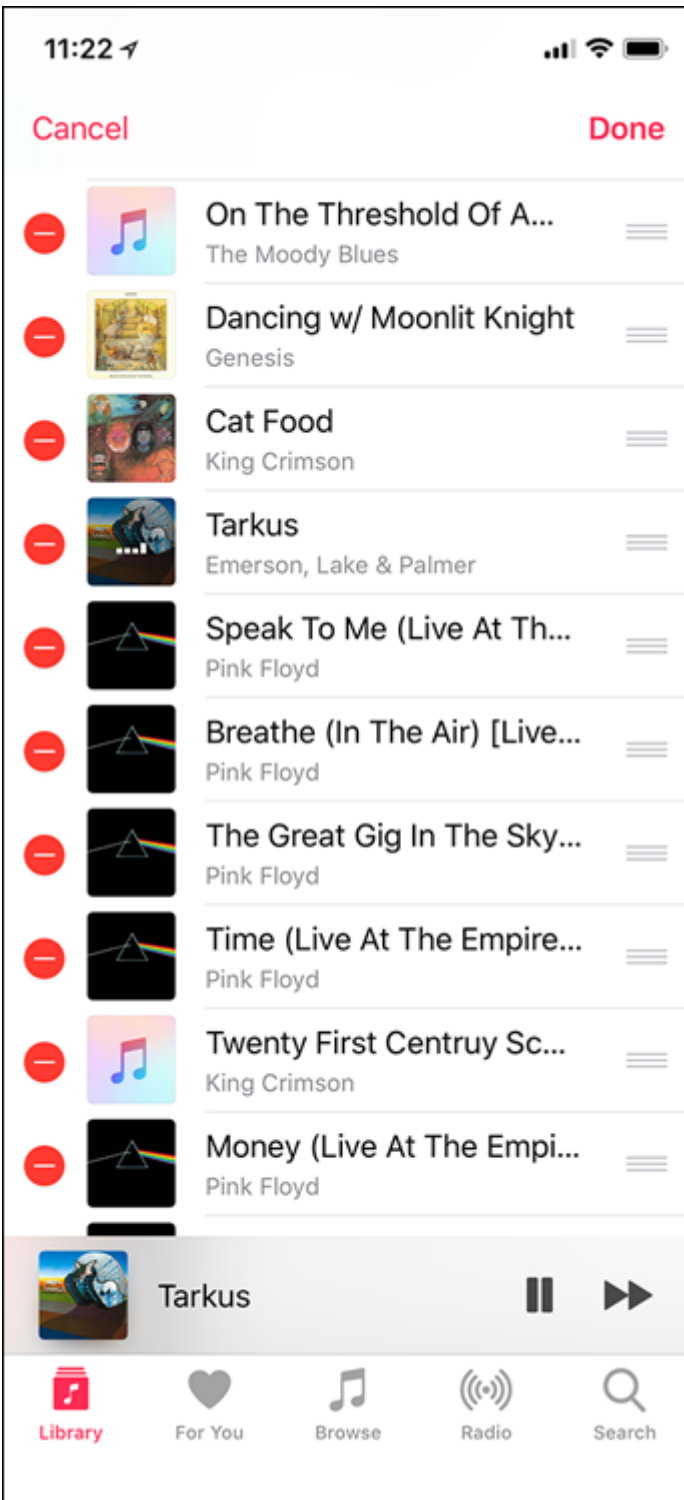 11:22
Cancel Done
On The Threshold Of A...
The Moody Blues
Dancing w/ Moonlit Knight
Genesis
Cat Food
King Crimson
Tarkus
Emerson, Lake & Palmer
Speak To Me (Live At Th...
Pink Floyd
Breathe (In The Air) [Live...
Pink Floyd
The Great Gig In The Sky...
Pink Floyd
Time (Live At The Empire...
Pink Floyd
Twenty First Centruy Sc...
King Crimson
Money (Live At The Empi...
Pink Floyd
Tarkus
Library For You Browse Radio Search